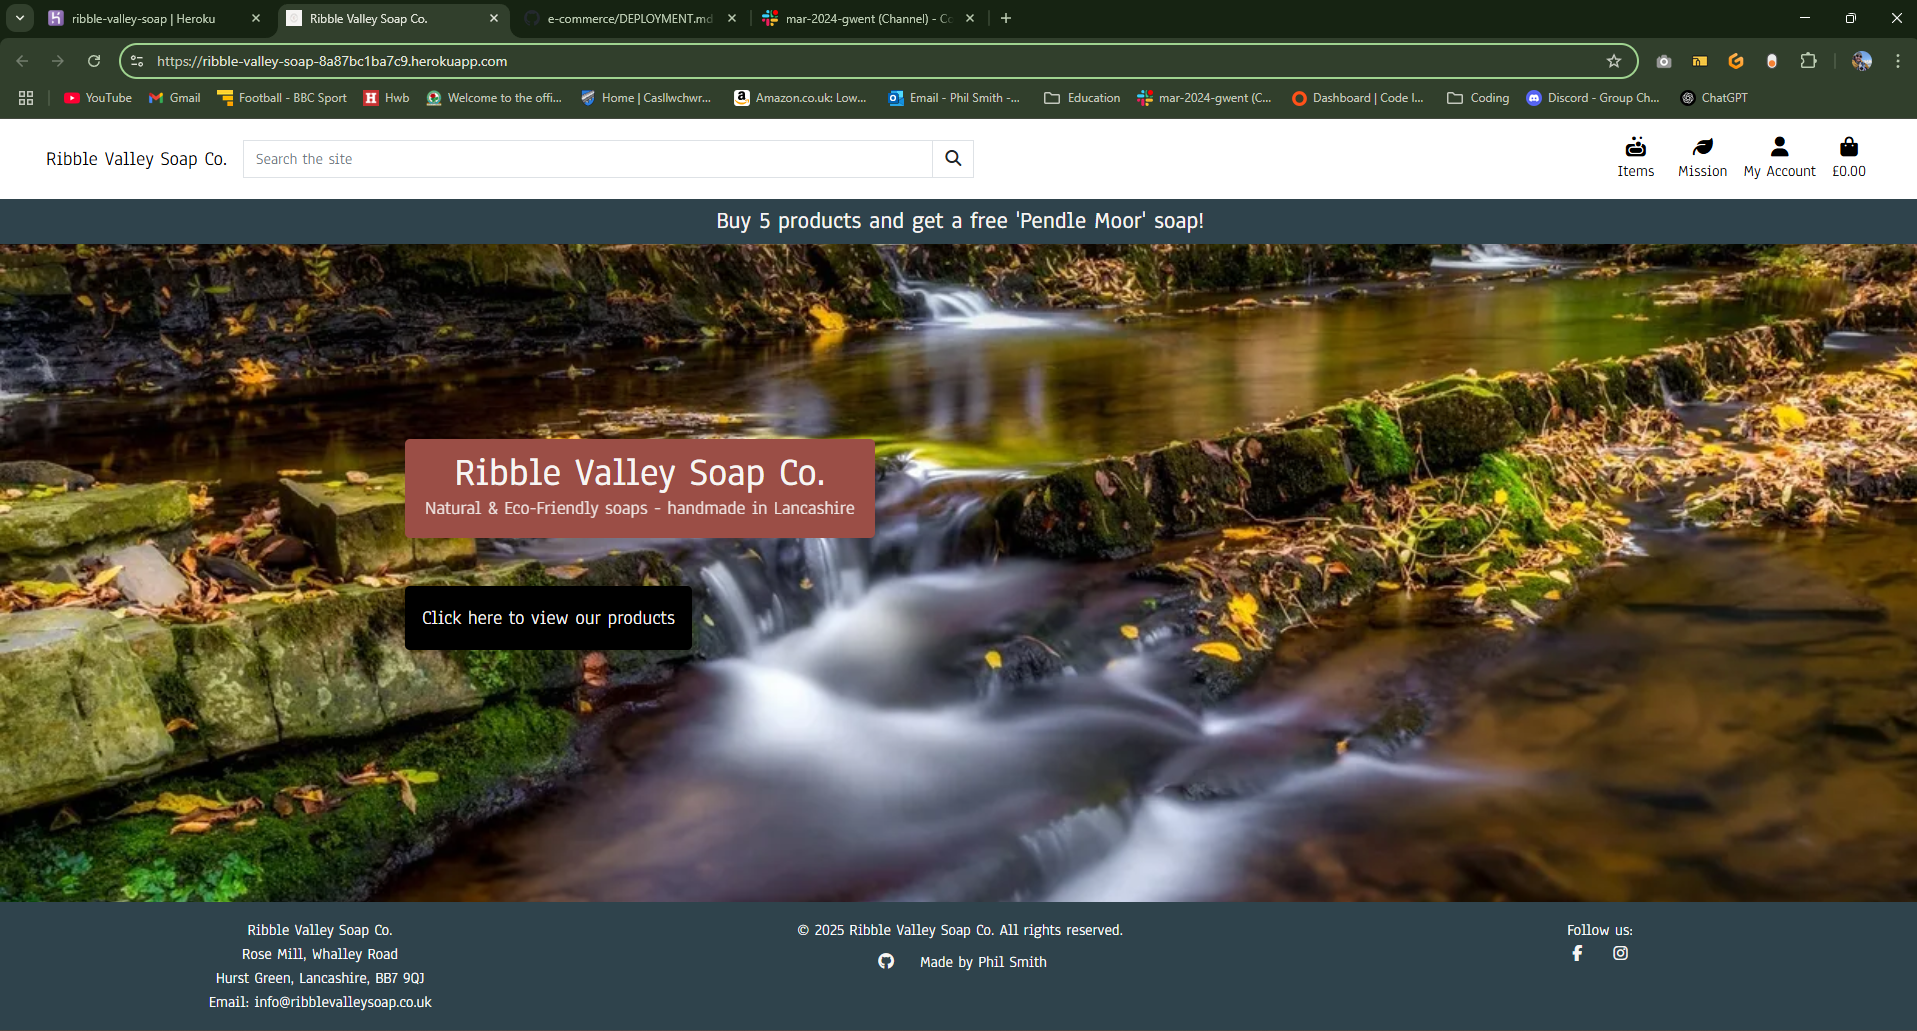 ribble-valley-soap | Heroku
Ribble Valley Soap Co.
e-commerce/DEPLOYMENT.md
mar-2024-gwent (Channel) - Co
https://ribble-valley-soap-8a87bc1ba7c9.herokuapp.com
YouTube
Gmail
Football - BBC Sport
Hwb
Welcome to the offi...
Home | Casllwchwr...
Amazon.co.uk: Low...
Email - Phil Smith -...
Education
mar-2024-gwent (C...
Dashboard | Code I...
Coding
Discord - Group Ch...
ChatGPT
Ribble Valley Soap Co.
Search the site
Items
Mission
My Account
£0.00
Buy 5 products and get a free 'Pendle Moor' soap!
Ribble Valley Soap Co.
Natural & Eco-Friendly soaps - handmade in Lancashire
Click here to view our products
Ribble Valley Soap Co.
Rose Mill, Whalley Road
Hurst Green, Lancashire, BB7 9QJ
Email: info@ribblevalleysoap.co.uk
© 2025 Ribble Valley Soap Co. All rights reserved.
Made by Phil Smith
Follow us: